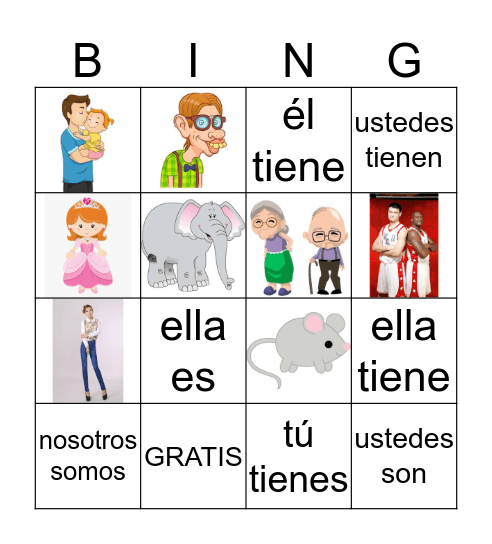 B I N G
él
tiene
ustedes
tienen
ella
es
ella
tiene
nosotros
somos
GRATIS
tú
tienes
ustedes
son